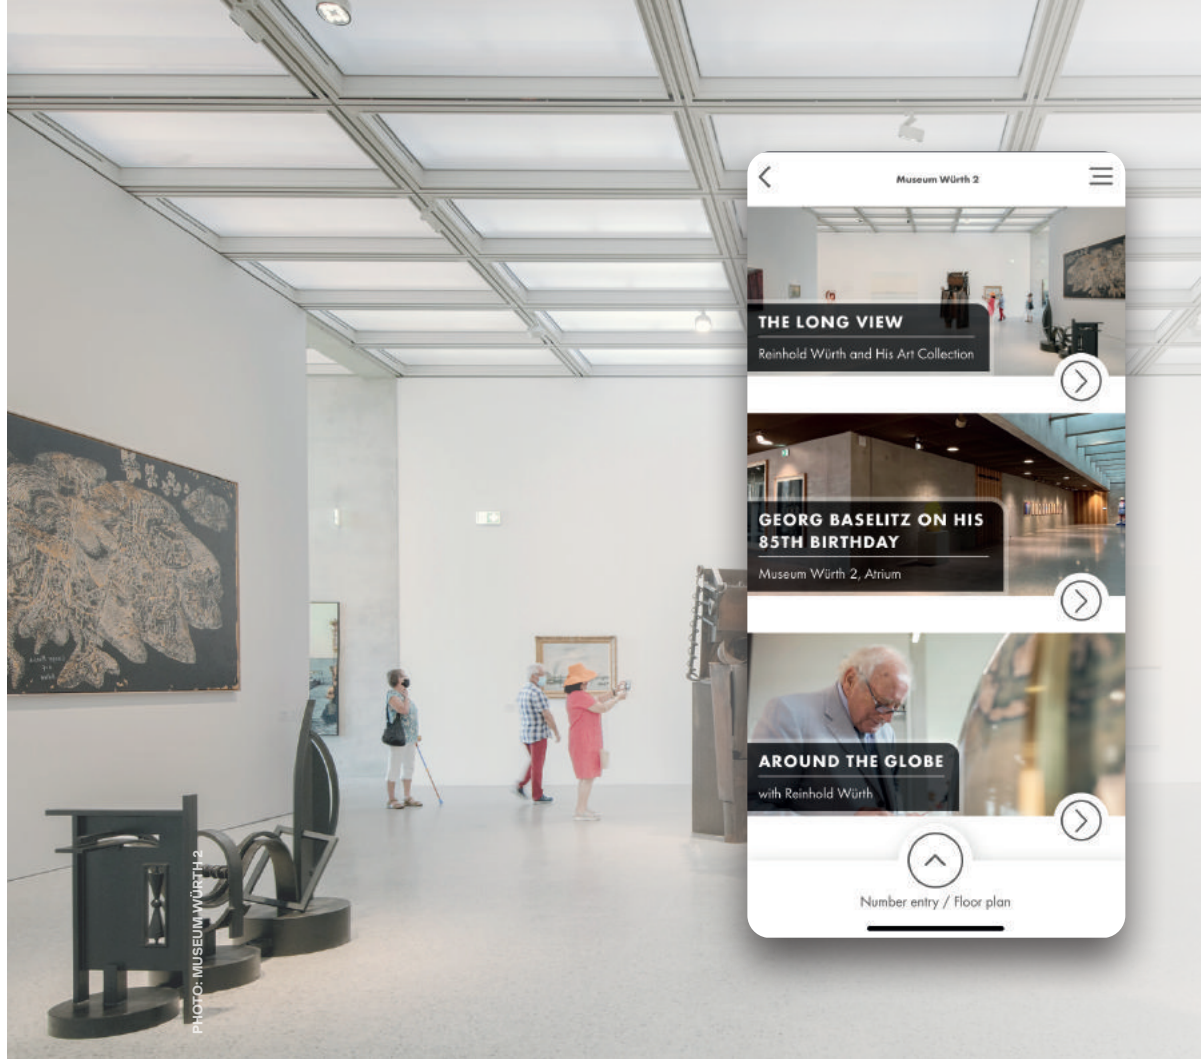 Museum Würth 2
THE LONG VIEW
Reinhold Würth and His Art Collection
GEORG BASELITZ ON HIS
85TH BIRTHDAY
Museum Würth 2, Atrium
AROUND THE GLOBE
with Reinhold Würth
Number entry / Floor plan
PHOTO: MUSEUM WÜRTH 2